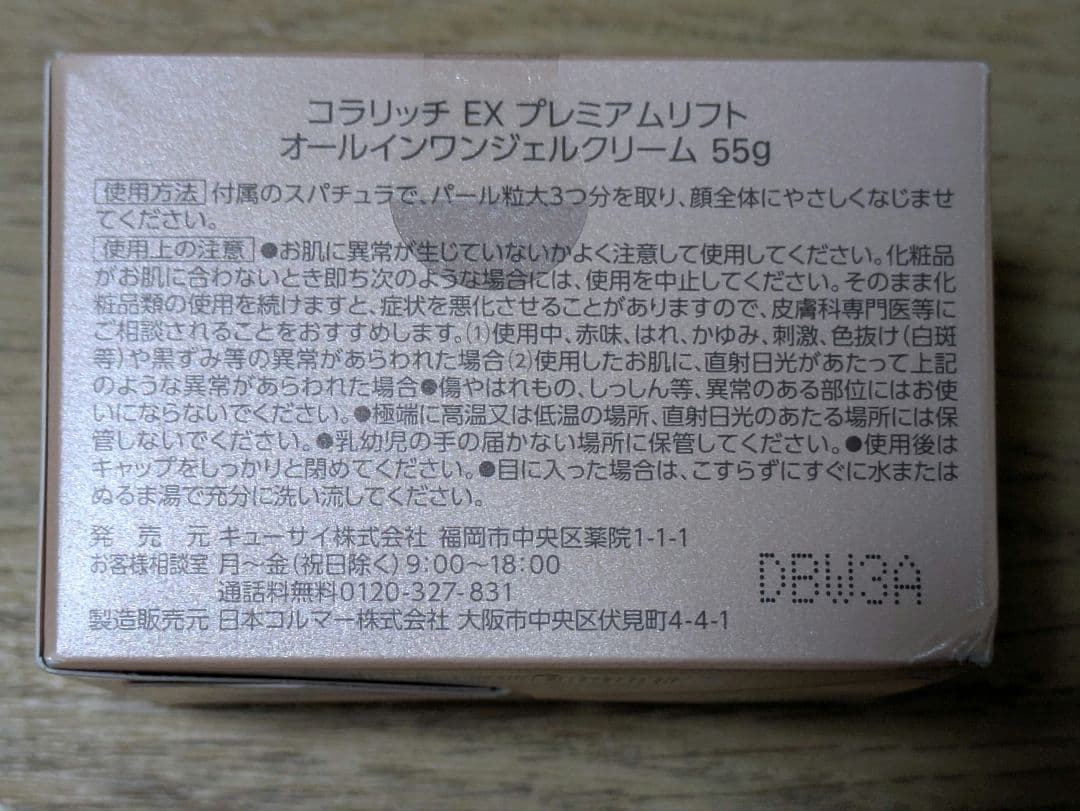 コラリッチ EX プレミアムリフト
オールインワンジェルクリーム 55g
使用方法 付属のスパチュラで、パール粒大3つ分を取り、顔全体にやさしくなじませ
てください。
使用上の注意 ●お肌に異常が生じていないかよく注意して使用してください。化粧品
がお肌に合わないとき即ち次のような場合には、使用を中止してください。そのまま化
粧品類の使用を続けますと、症状を悪化させることがありますので、皮膚科専門医等に
ご相談されることをおすすめします。(1)使用中、赤味、はれ、かゆみ、刺激、色抜け(白斑
等)や黒ずみ等の異常があらわれた場合(2)使用したお肌に、直射日光があたって上記
のような異常があらわれた場合●傷やはれもの、しっしん等、異常のある部位にはお使
いにならないでください。●極端に高温又は低温の場所、直射日光のあたる場所には保
管しないでください。●乳幼児の手の届かない場所に保管してください。●使用後は
キャップをしっかりと閉めてください。●目に入った場合は、こすらずにすぐに水または
ぬるま湯で充分に洗い流してください。
発売元 キューサイ株式会社 福岡市中央区薬院1-1-1
お客様相談室 月〜金(祝日除く)9:00〜18:00
通話料無料0120-327-831
製造販売元 日本コルマー株式会社 大阪市中央区伏見町4-4-1
DBW3A